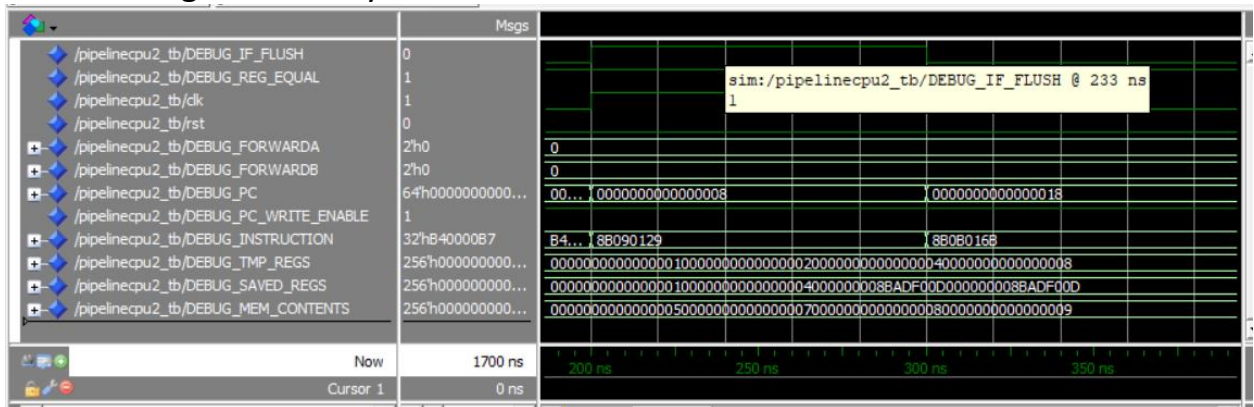 Msgs
/pipelinecpu2_tb/DEBUG_IF_FLUSH 0
/pipelinecpu2_tb/DEBUG_REG_EQUAL 1
/pipelinecpu2_tb/clk 1
/pipelinecpu2_tb/rst 0
/pipelinecpu2_tb/DEBUG_FORWARDA 2'h0 0
/pipelinecpu2_tb/DEBUG_FORWARDB 2'h0 0
/pipelinecpu2_tb/DEBUG_PC 64'h0000000000... 00... 0000000000000008 0000000000000018
/pipelinecpu2_tb/DEBUG_PC_WRITE_ENABLE 1
/pipelinecpu2_tb/DEBUG_INSTRUCTION 32'hB40000B7 B4... 8B090129 8B0B016B
/pipelinecpu2_tb/DEBUG_TMP_REGS 256'h000000000... 0000000000000001000000000000000200000000000000040000000000000008
/pipelinecpu2_tb/DEBUG_SAVED_REGS 256'h000000000... 00000000000000010000000000000004000000008BADF00D000000008BADF00D
/pipelinecpu2_tb/DEBUG_MEM_CONTENTS 256'h000000000... 0000000000000005000000000000000700000000000000080000000000000009
sim:/pipelinecpu2_tb/DEBUG_IF_FLUSH @ 233 ns
1
Now 1700 ns 200 ns 250 ns 300 ns 350 ns
Cursor 1 0 ns